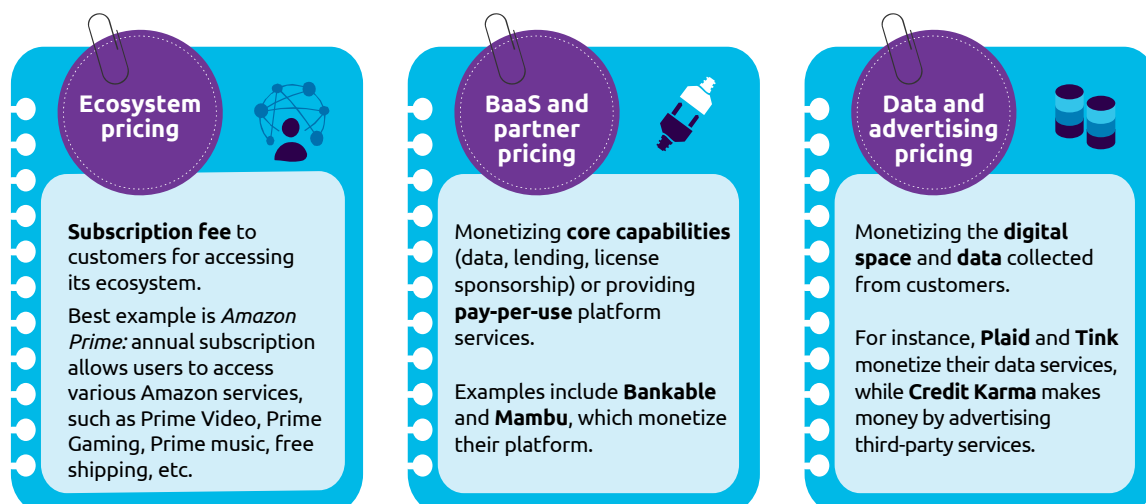 Ecosystem
pricing
Subscription fee to
customers for accessing
its ecosystem.
Best example is Amazon
Prime: annual subscription
allows users to access
various Amazon services,
such as Prime Video, Prime
Gaming, Prime music, free
shipping, etc.
BaaS and
partner
pricing
Monetizing core capabilities
(data, lending, license
sponsorship) or providing
pay-per-use platform
services.
Examples include Bankable
and Mambu, which monetize
their platform.
Data and
advertising
pricing
Monetizing the digital
space and data collected
from customers.
For instance, Plaid and Tink
monetize their data services,
while Credit Karma makes
money by advertising
third-party services.